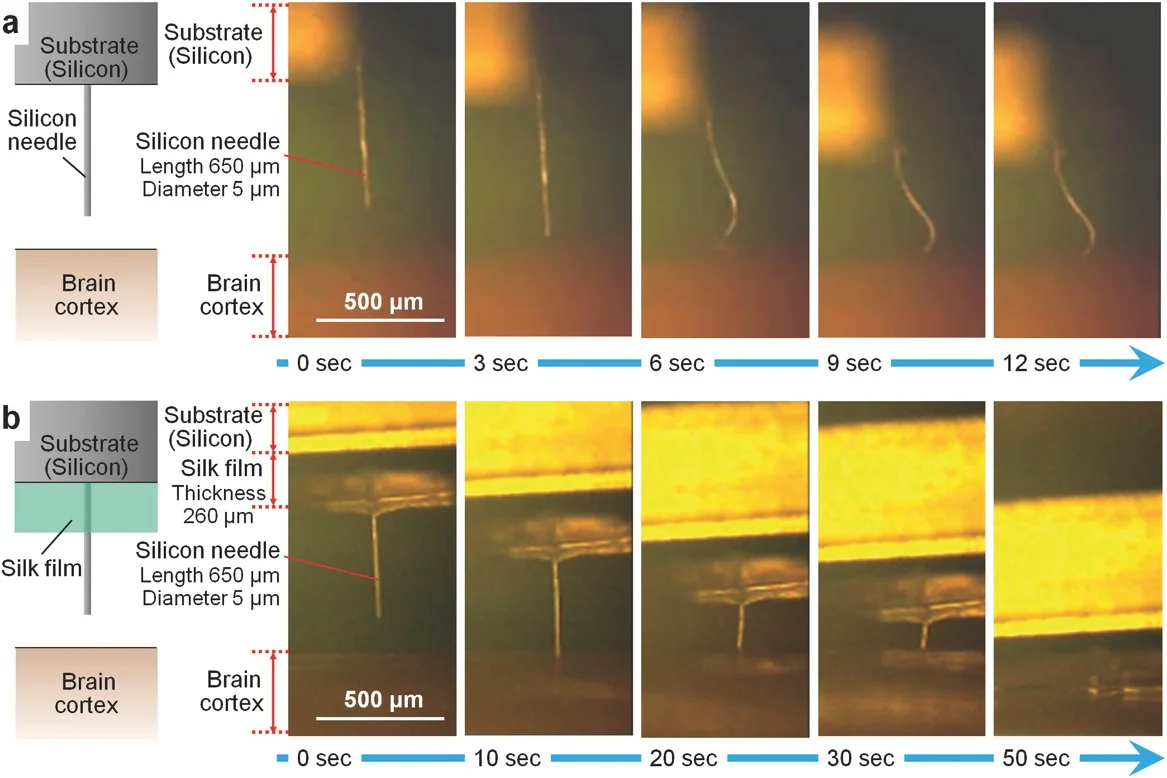 a
Substrate
(Silicon)
Silicon
needle
Brain
cortex
Substrate
(Silicon)
Silicon needle
Length 650 µm
Diameter 5 µm
Brain
cortex
500 µm
0 sec
3 sec
6 sec
9 sec
12 sec
b
Substrate
(Silicon)
Silk film
Brain
cortex
Substrate
(Silicon)
Silk film
Thickness
260 µm
Silicon needle
Length 650 µm
Diameter 5 µm
Brain
cortex
500 µm
0 sec
10 sec
20 sec
30 sec
50 sec